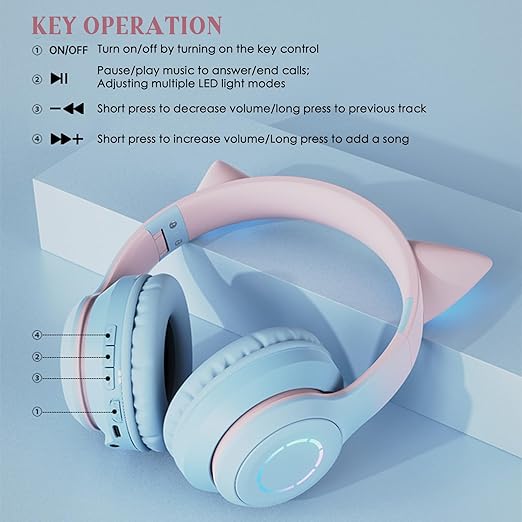 KEY OPERATION
① ON/OFF Turn on/off by turning on the key control
② Pause/play music to answer/end calls;
Adjusting multiple LED light modes
③ Short press to decrease volume/long press to previous track
④ Short press to increase volume/Long press to add a song
④
②
③
①